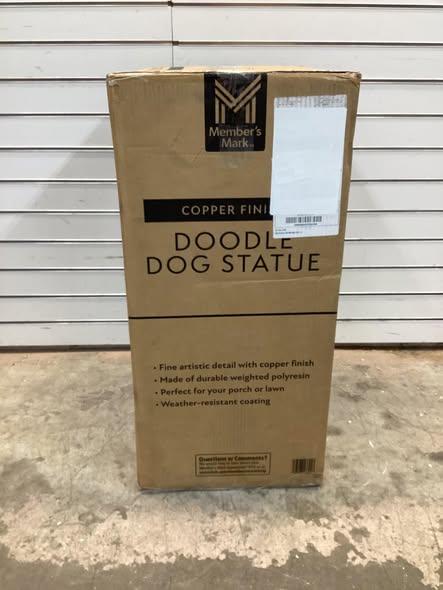 Member's
Mark
COPPER FINI
DOODLE
DOG STATUE
• Fine artistic detail with copper finish
• Made of durable weighted polyresin
• Perfect for your porch or lawn
• Weather-resistant coating
Questions or Comments?